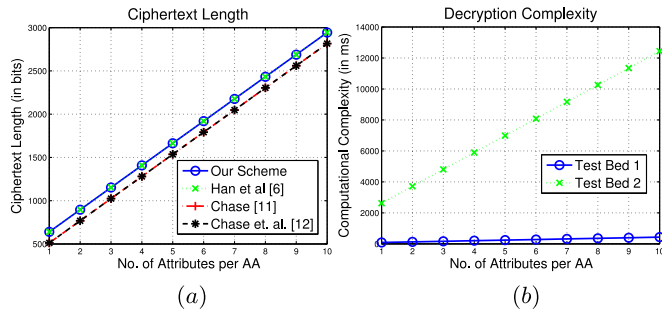 Ciphertext Length
Ciphertext Length (in bits)
3000
2500
2000
1500
1000
500
0
Our Scheme
Han et al [6]
Chase [11]
Chase et. al. [12]
1 2 3 4 5 6 7 8 9 10
No. of Attributes per AA
(a)
Decryption Complexity
Computational Complexity (in ms)
14000
12000
10000
8000
6000
4000
2000
0
Test Bed 1
Test Bed 2
1 2 3 4 5 6 7 8 9 10
No. of Attributes per AA
(b)